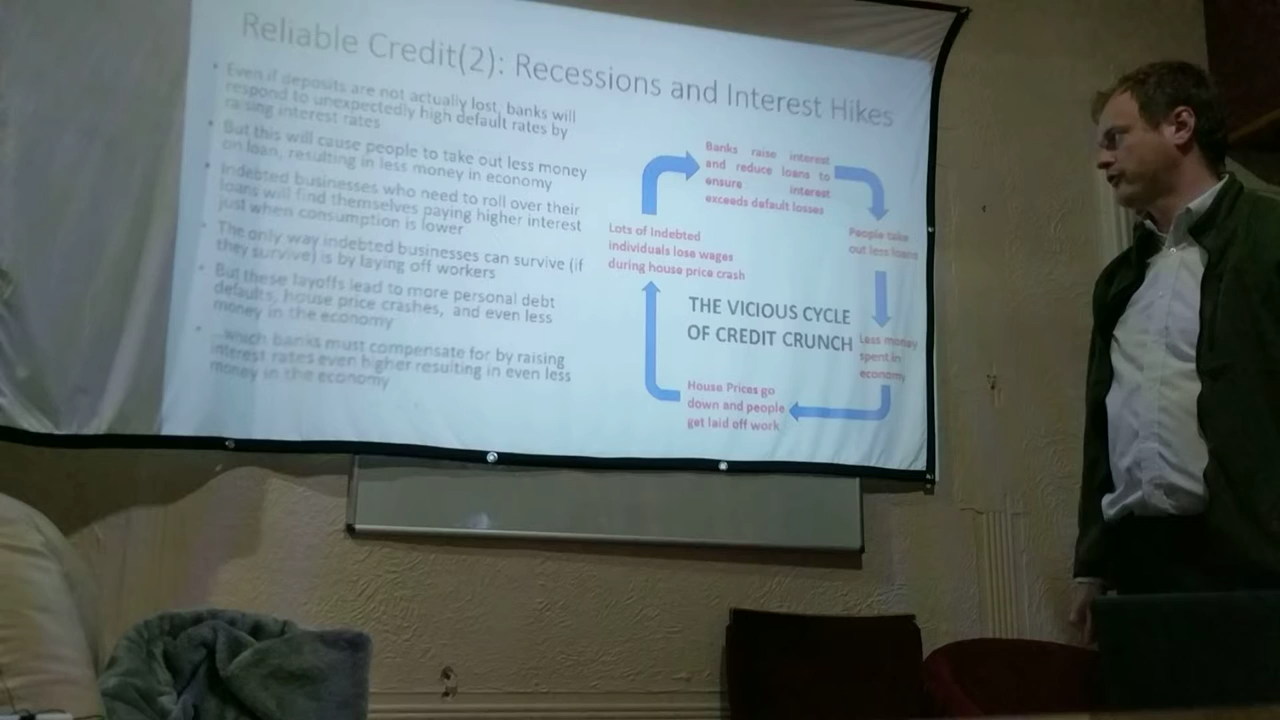 Reliable Credit(2): Recessions and Interest Hikes
• Even if deposits are not actually lost, banks will
respond to unexpectedly high default rates by
raising interest rates
• But this will cause people to take out less money
on loan, resulting in less money in economy
• Indebted businesses who need to roll over their
loans will find themselves paying higher interest
just when consumption is lower
• The only way indebted businesses can survive (if
they survive) is by laying off workers
• But these layoffs lead to more personal debt
defaults, house price crashes, and even less
money in the economy
• ...which banks must compensate for by raising
interest rates even higher resulting in even less
money in the economy
Banks raise interest
and reduce loans to
ensure interest
exceeds default losses
People take
out less loans
Less money
spent in
economy
House Prices go
down and people
get laid off work
Lots of Indebted
individuals lose wages
during house price crash
THE VICIOUS CYCLE
OF CREDIT CRUNCH